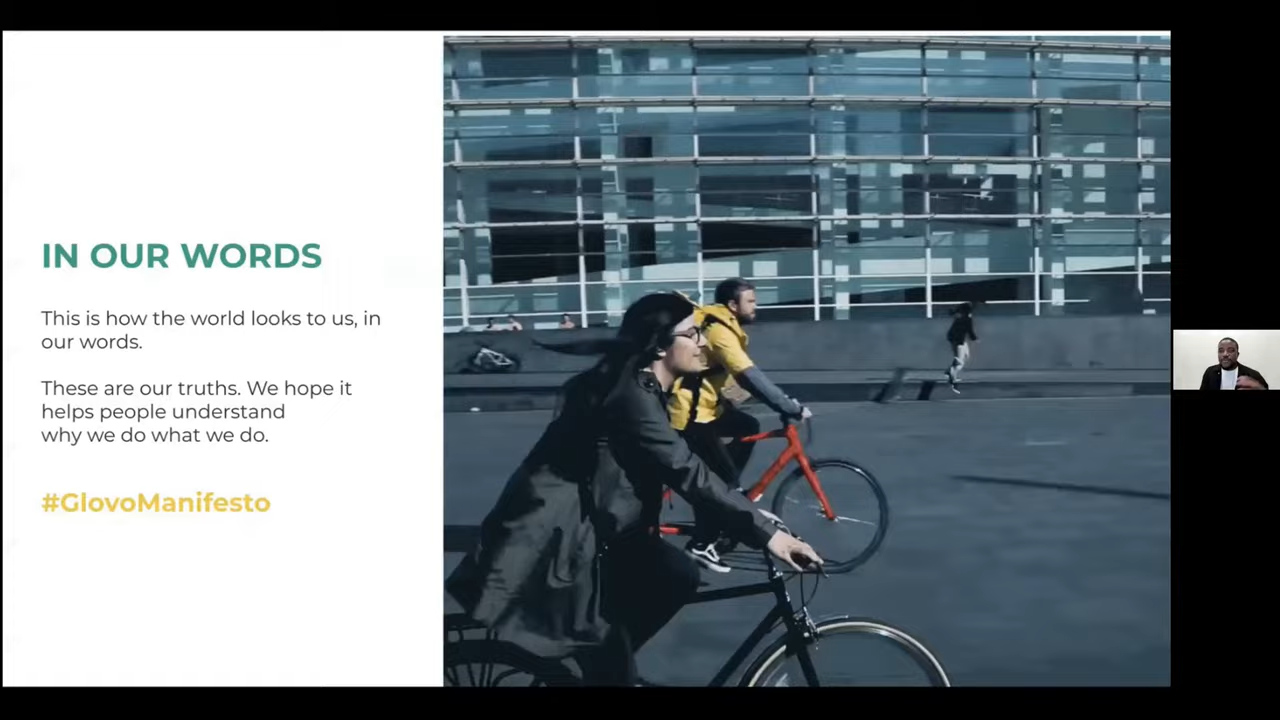 IN OUR WORDS
This is how the world looks to us, in
our words.
These are our truths. We hope it
helps people understand
why we do what we do.
#GlovoManifesto